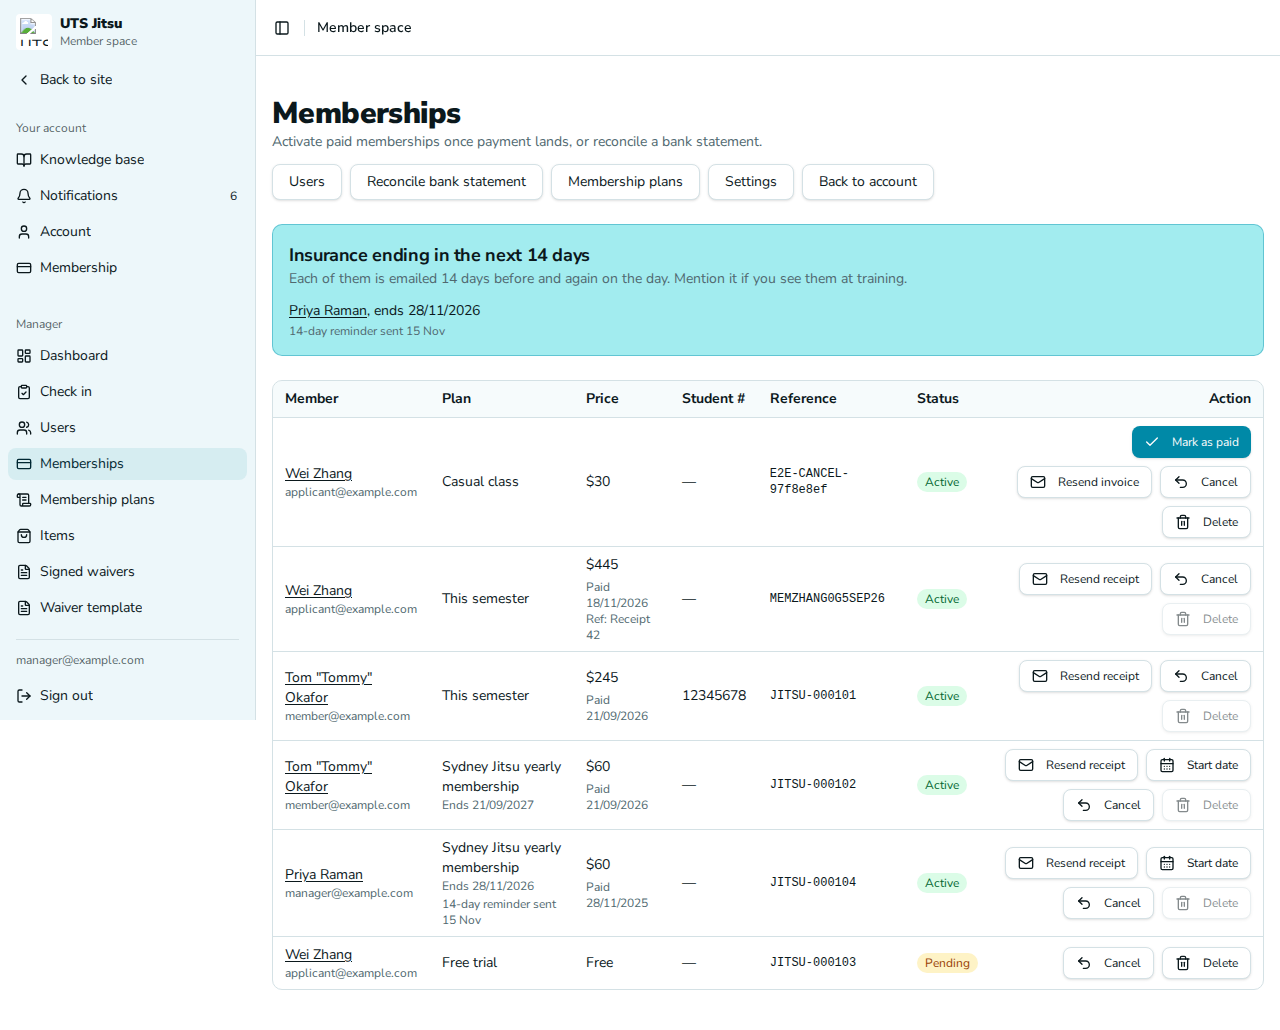 UTS Jitsu
Member space
Back to site
Your account
Knowledge base
Notifications 6
Account
Membership
Manager
Dashboard
Check in
Users
Memberships
Membership plans
Items
Signed waivers
Waiver template
manager@example.com
Sign out
Member space
Memberships
Activate paid memberships once payment lands, or reconcile a bank statement.
Users Reconcile bank statement Membership plans Settings Back to account
Insurance ending in the next 14 days
Each of them is emailed 14 days before and again on the day. Mention it if you see them at training.
Priya Raman, ends 28/11/2026
14-day reminder sent 15 Nov
Member Plan Price Student # Reference Status Action
Wei Zhang
applicant@example.com
Casual class
$30
—
E2E-CANCEL-
97f8e8ef
Active
Mark as paid
Resend invoice Cancel
Delete
Wei Zhang
applicant@example.com
This semester
$445
Paid
18/11/2026
Ref: Receipt
42
—
MEMZHANG0G5SEP26
Active
Resend receipt Cancel
Delete
Tom "Tommy"
Okafor
member@example.com
This semester
$245
Paid
21/09/2026
12345678
JITSU-000101
Active
Resend receipt Cancel
Delete
Tom "Tommy"
Okafor
member@example.com
Sydney Jitsu yearly
membership
Ends 21/09/2027
$60
Paid
21/09/2026
—
JITSU-000102
Active
Resend receipt Start date
Cancel Delete
Priya Raman
manager@example.com
Sydney Jitsu yearly
membership
Ends 28/11/2026
14-day reminder sent
15 Nov
$60
Paid
28/11/2025
—
JITSU-000104
Active
Resend receipt Start date
Cancel Delete
Wei Zhang
applicant@example.com
Free trial
Free
—
JITSU-000103
Pending
Cancel Delete